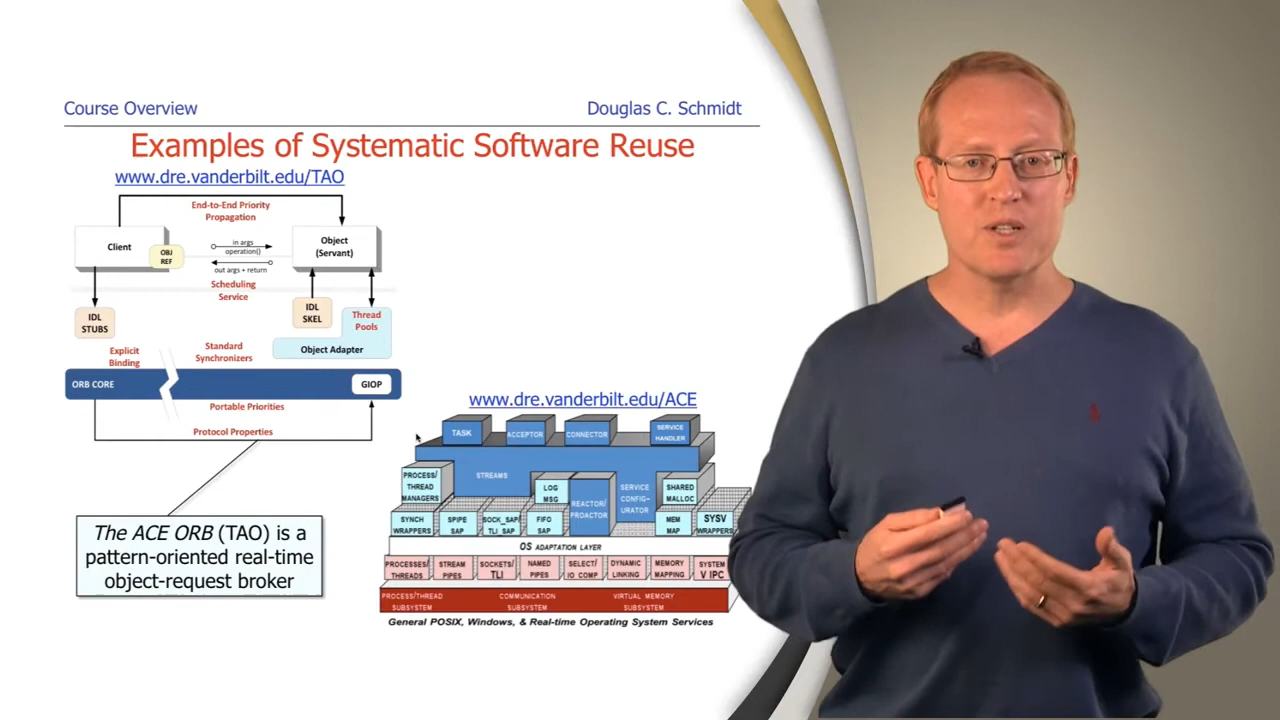 Course Overview
Douglas C. Schmidt
Examples of Systematic Software Reuse
www.dre.vanderbilt.edu/TAO
End-to-End Priority
Propagation
Client
OBJ
REF
in args
operation()
out args + return
Object
(Servant)
Scheduling
Service
IDL
STUBS
IDL
SKEL
Thread
Pools
Explicit
Binding
Standard
Synchronizers
Object Adapter
ORB CORE
GIOP
Portable Priorities
Protocol Properties
The ACE ORB (TAO) is a
pattern-oriented real-time
object-request broker
www.dre.vanderbilt.edu/ACE
TASK
ACCEPTOR
CONNECTOR
SERVICE
HANDLER
STREAMS
PROCESS/
THREAD
MANAGERS
LOG
MSG
REACTOR/
PROACTOR
SERVICE
CONFIG-
URATOR
SHARED
MALLOC
SYNCH
WRAPPERS
SPIPE
SAP
SOCK_SAP/
TLI_SAP
FIFO
SAP
MEM
MAP
SYSV
WRAPPERS
OS ADAPTATION LAYER
PROCESSES/
THREADS
STREAM
PIPES
SOCKETS/
TLI
NAMED
PIPES
SELECT/
IO COMP
DYNAMIC
LINKING
MEMORY
MAPPING
SYSTEM
V IPC
PROCESS/THREAD
SUBSYSTEM
COMMUNICATION
SUBSYSTEM
VIRTUAL MEMORY
SUBSYSTEM
General POSIX, Windows, & Real-time Operating System Services